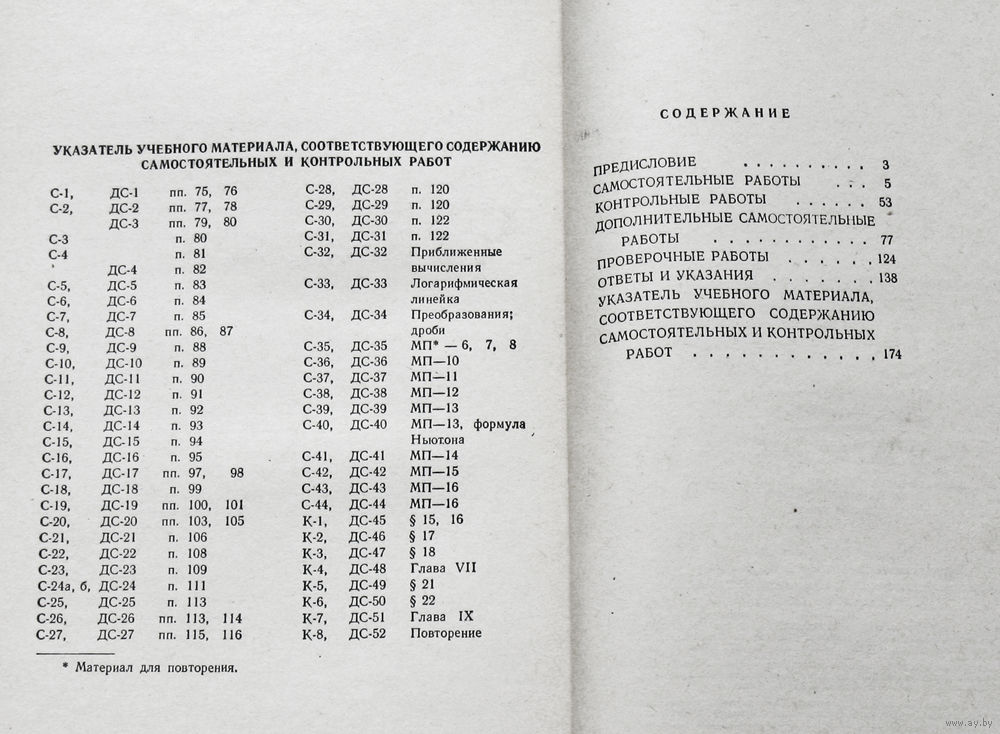 УКАЗАТЕЛЬ УЧЕБНОГО МАТЕРИАЛА, СООТВЕТСТВУЮЩЕГО СОДЕРЖАНИЮ
САМОСТОЯТЕЛЬНЫХ И КОНТРОЛЬНЫХ РАБОТ
С-1, ДС-1 пп. 75, 76
С-2, ДС-2 пп. 77, 78
ДС-3 пп. 79, 80
С-3 п. 80
С-4 п. 81
ДС-4 п. 82
С-5, ДС-5 п. 83
С-6, ДС-6 п. 84
С-7, ДС-7 п. 85
С-8, ДС-8 пп. 86, 87
С-9, ДС-9 п. 88
С-10, ДС-10 п. 89
С-11, ДС-11 п. 90
С-12, ДС-12 п. 91
С-13, ДС-13 п. 92
С-14, ДС-14 п. 93
С-15, ДС-15 п. 94
С-16, ДС-16 п. 95
С-17, ДС-17 пп. 97, 98
С-18, ДС-18 п. 99
С-19, ДС-19 пп. 100, 101
С-20, ДС-20 пп. 103, 105
С-21, ДС-21 п. 106
С-22, ДС-22 п. 108
С-23, ДС-23 п. 109
С-24а, б, ДС-24 п. 111
С-25, ДС-25 п. 113
С-26, ДС-26 пп. 113, 114
С-27, ДС-27 пп. 115, 116
С-28, ДС-28 п. 120
С-29, ДС-29 п. 120
С-30, ДС-30 п. 122
С-31, ДС-31 п. 122
С-32, ДС-32 Приближенные
вычисления
С-33, ДС-33 Логарифмическая
линейка
С-34, ДС-34 Преобразования;
дроби
С-35, ДС-35 МП* — 6, 7, 8
С-36, ДС-36 МП—10
С-37, ДС-37 МП—11
С-38, ДС-38 МП—12
С-39, ДС-39 МП—13
С-40, ДС-40 МП—13, формула
Ньютона
С-41, ДС-41 МП—14
С-42, ДС-42 МП—15
С-43, ДС-43 МП—16
С-44, ДС-44 МП—16
К-1, ДС-45 § 15, 16
К-2, ДС-46 § 17
К-3, ДС-47 § 18
К-4, ДС-48 Глава VII
К-5, ДС-49 § 21
К-6, ДС-50 § 22
К-7, ДС-51 Глава IX
К-8, ДС-52 Повторение
* Материал для повторения.
СОДЕРЖАНИЕ
ПРЕДИСЛОВИЕ . . . . . . . . . . 3
САМОСТОЯТЕЛЬНЫЕ РАБОТЫ . . . 5
КОНТРОЛЬНЫЕ РАБОТЫ . . . . . . 53
ДОПОЛНИТЕЛЬНЫЕ САМОСТОЯТЕЛЬНЫЕ
РАБОТЫ . . . . . . . . . . . . 77
ПРОВЕРОЧНЫЕ РАБОТЫ . . . . . . 124
ОТВЕТЫ И УКАЗАНИЯ . . . . . . . 138
УКАЗАТЕЛЬ УЧЕБНОГО МАТЕРИАЛА,
СООТВЕТСТВУЮЩЕГО СОДЕРЖАНИЮ
САМОСТОЯТЕЛЬНЫХ И КОНТРОЛЬНЫХ
РАБОТ . . . . . . . . . . . . 174
www.ay.by